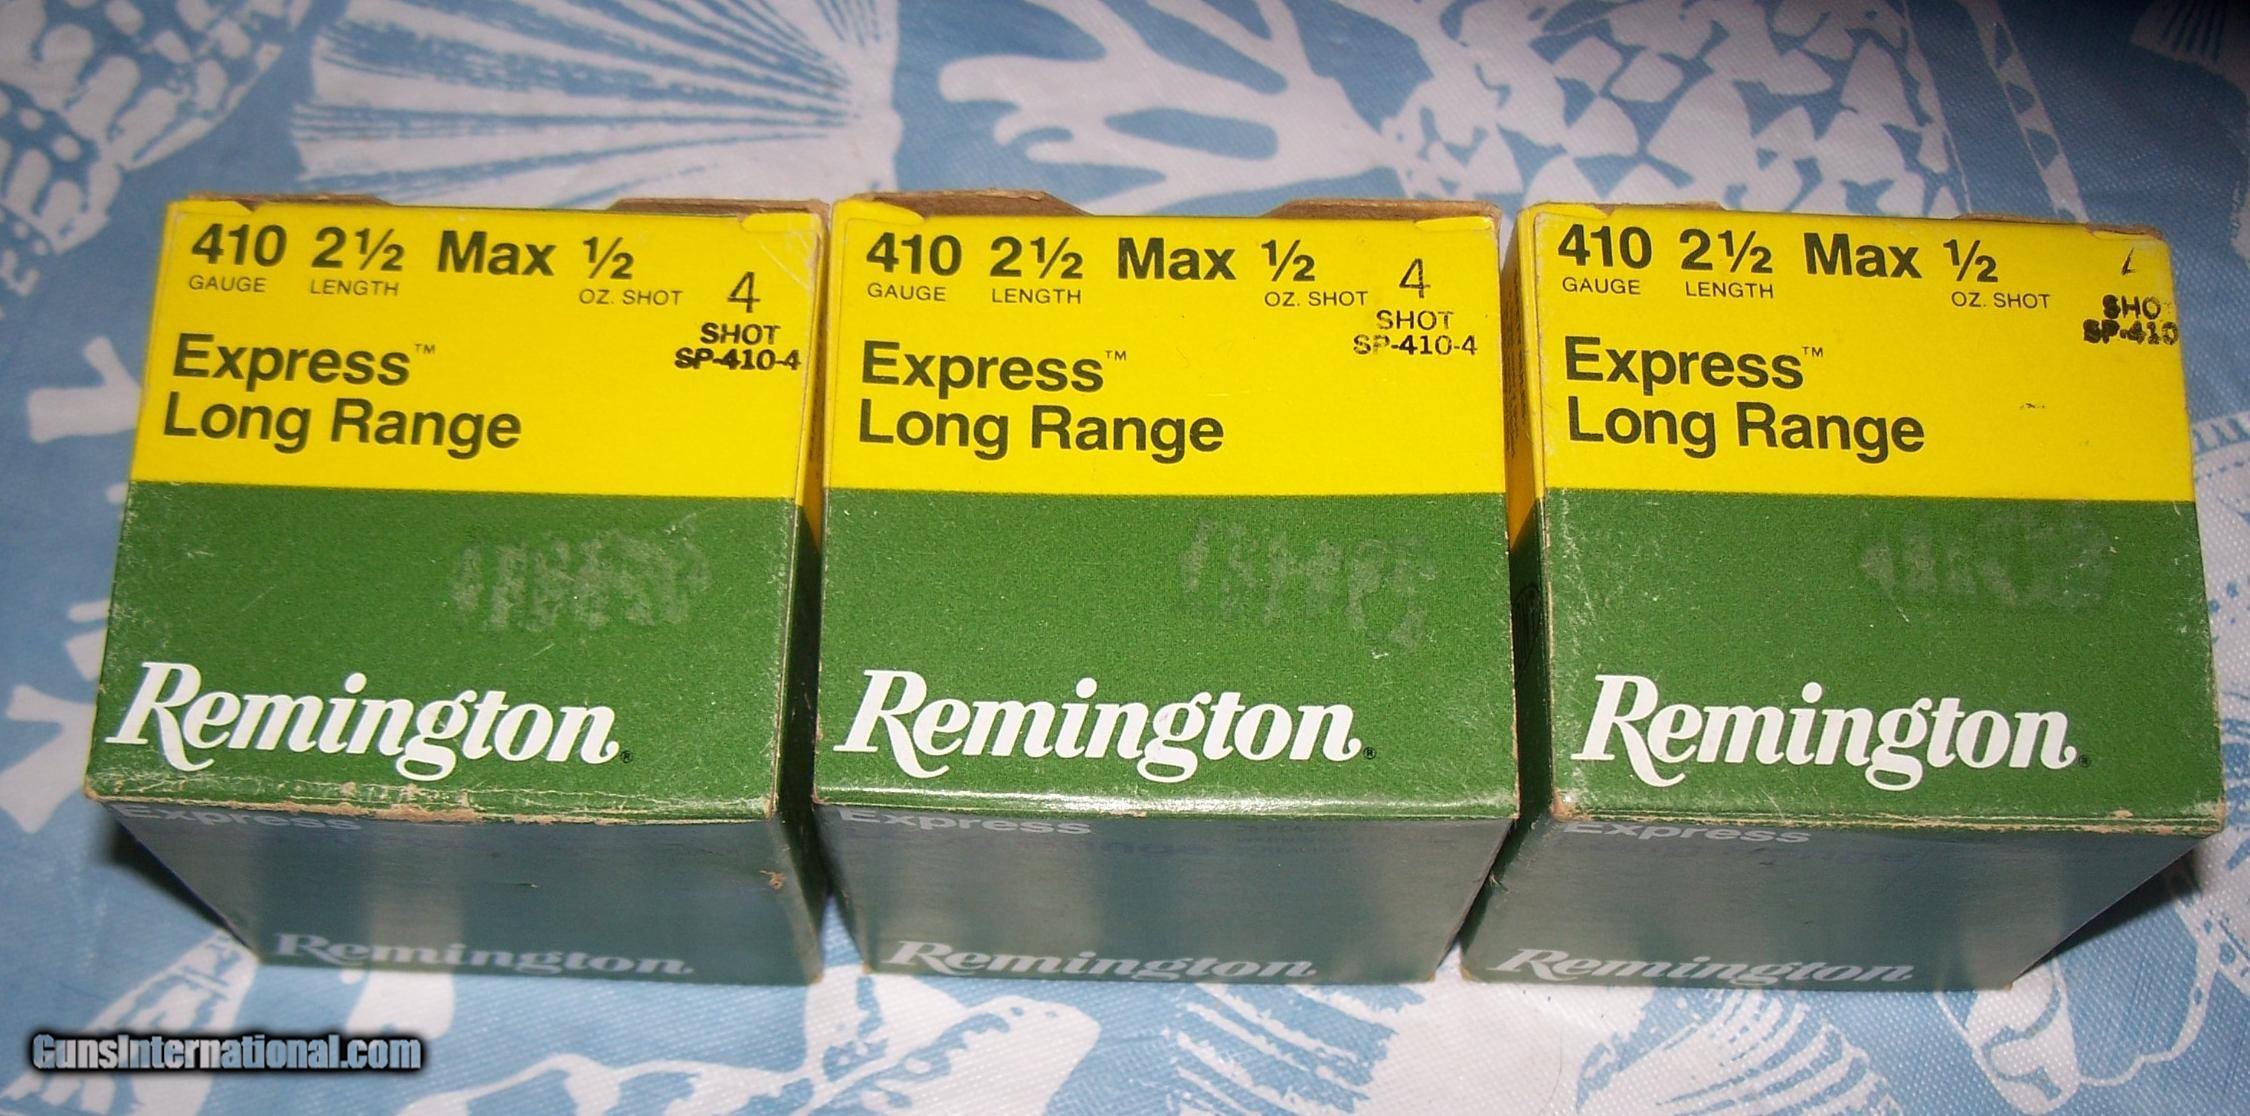 410 2½ Max ½
GAUGE LENGTH OZ. SHOT
4
SHOT
SP-410-4
Express™
Long Range
Remington®
Express
Remington
410 2½ Max ½
GAUGE LENGTH OZ. SHOT
4
SHOT
SP-410-4
Express™
Long Range
Remington®
Express
Remington
410 2½ Max ½
GAUGE LENGTH OZ. SHOT
SHO
SP-410
Express™
Long Range
Remington®
Express
Remington
GunsInternational.com